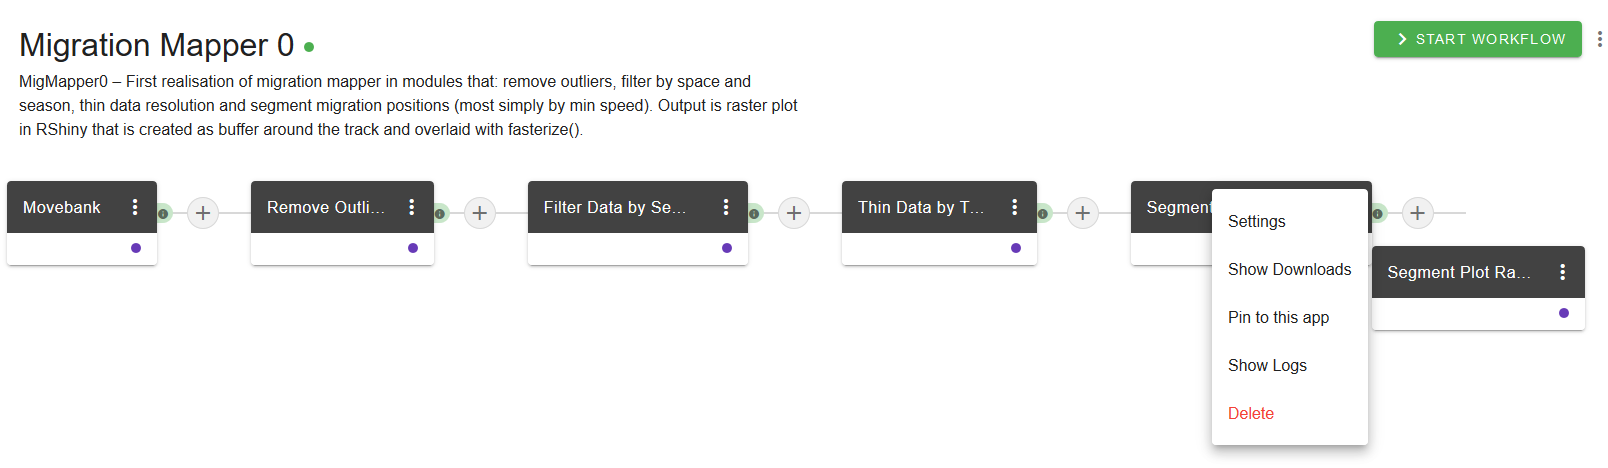 Migration Mapper 0
START WORKFLOW
MigMapper0 – First realisation of migration mapper in modules that: remove outliers, filter by space and
season, thin data resolution and segment migration positions (most simply by min speed). Output is raster plot
in RShiny that is created as buffer around the track and overlaid with fasterize().
Movebank
Remove Outli...
Filter Data by Se...
Thin Data by T...
Segment
Settings
Show Downloads
Pin to this app
Show Logs
Delete
Segment Plot Ra...